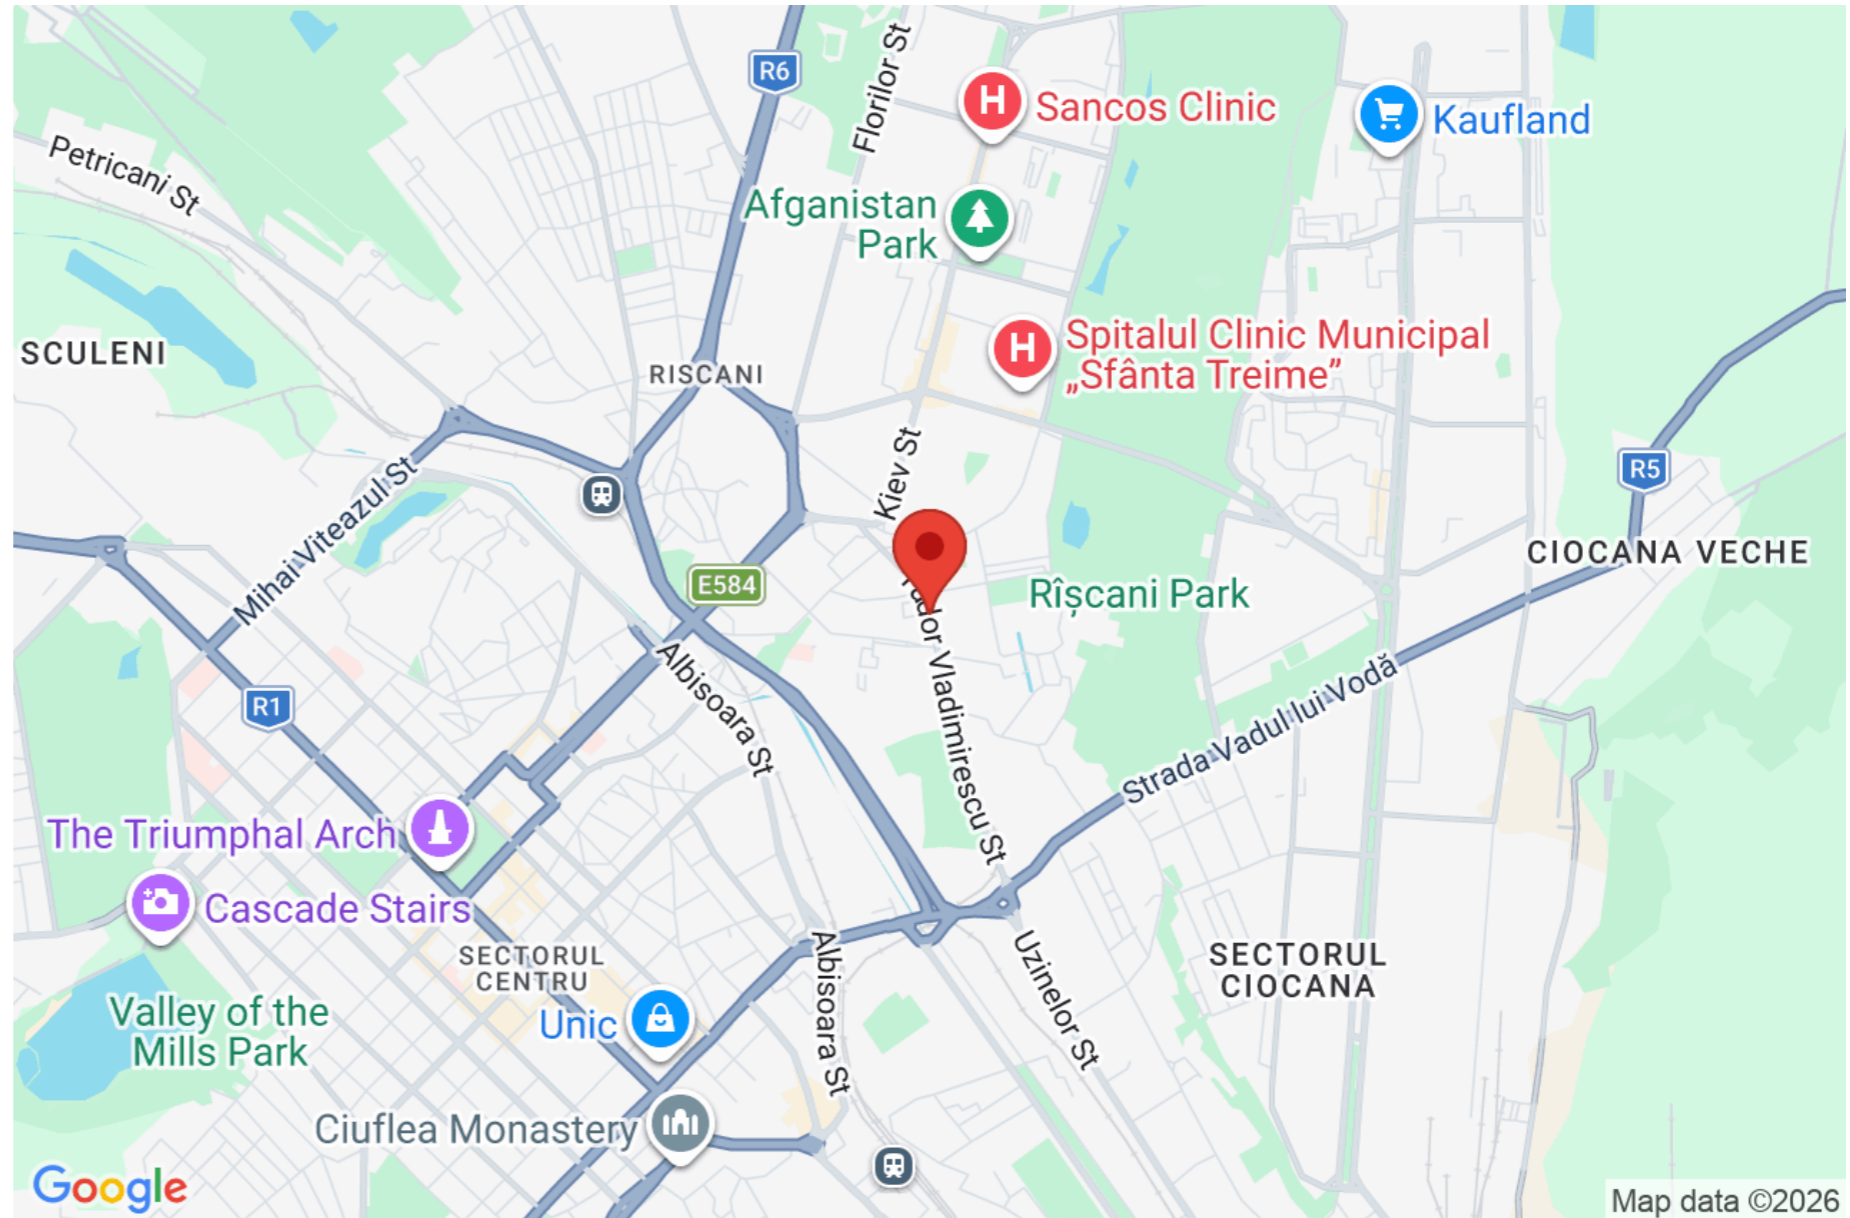 R6
Florilor St
H
Sancos Clinic
Kaufland
Petricani St
Afganistan
Park
SCULENI
H
Spitalul Clinic Municipal
„Sfânta Treime”
RISCANI
Kiev St
R5
Mihai Viteazul St
CIOCANA VECHE
E584
Rîșcani Park
Tudor Vladimirescu St
Albisoara St
R1
Strada Vadul lui Vodă
The Triumphal Arch
Cascade Stairs
SECTORUL
CENTRU
Albisoara St
Uzinelor St
SECTORUL
CIOCANA
Valley of the
Mills Park
Unic
Ciuflea Monastery
Google
Map data ©2026